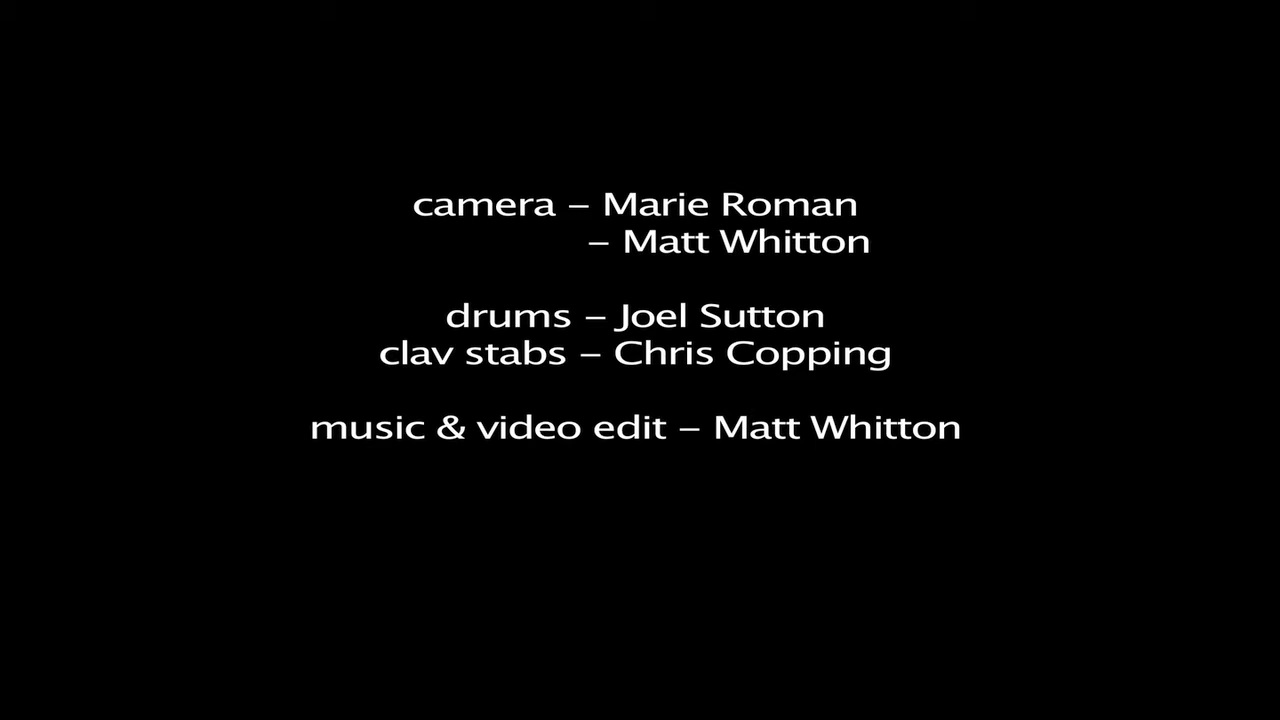 camera – Marie Roman
– Matt Whitton
drums – Joel Sutton
clav stabs – Chris Copping
music & video edit – Matt Whitton